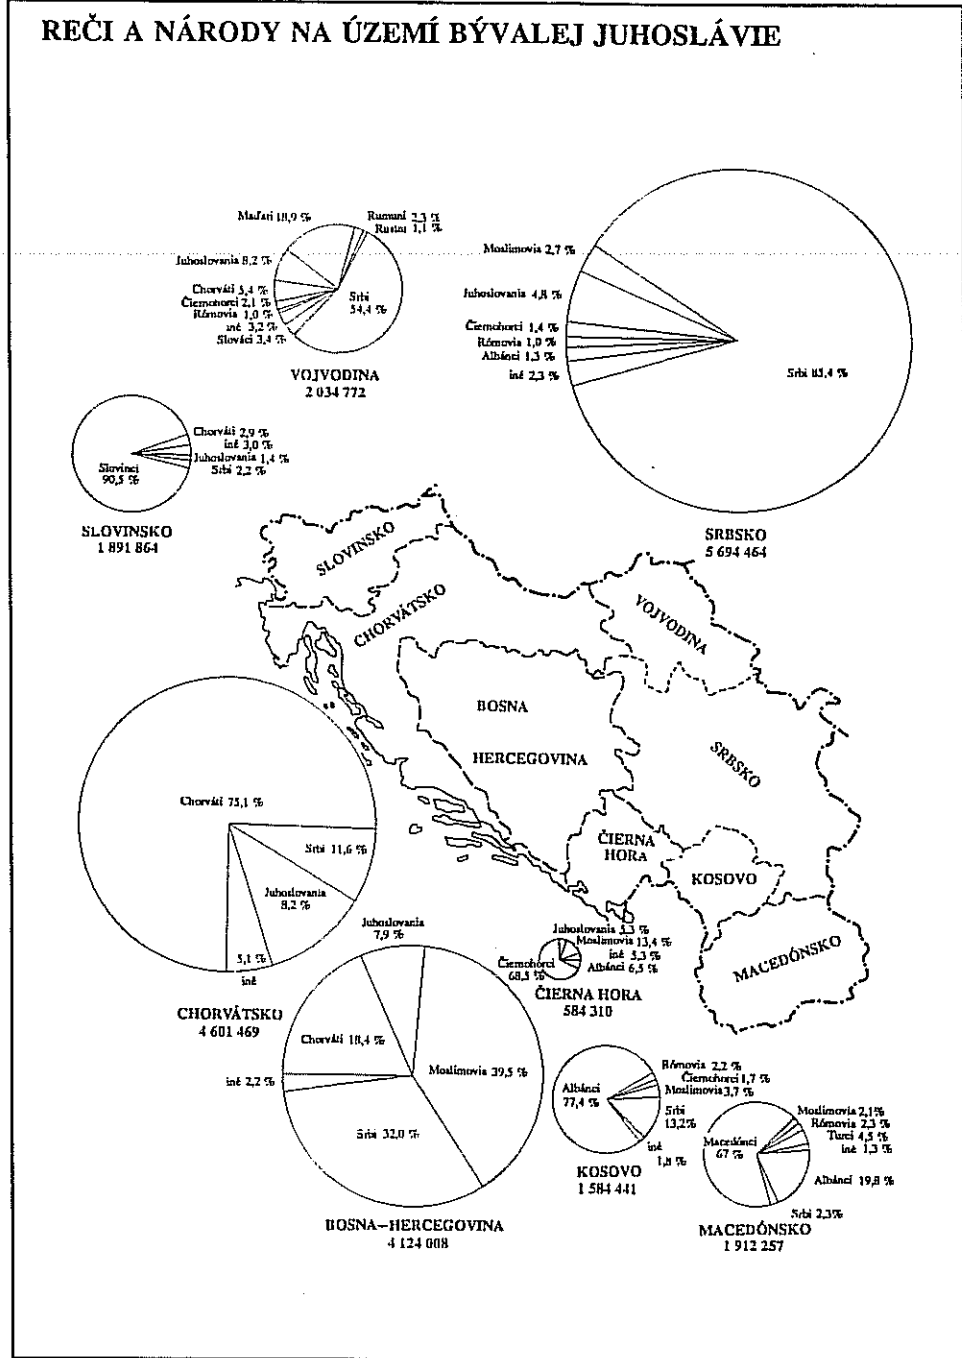 REČI A NÁRODY NA ÚZEMÍ BÝVALEJ JUHOSLÁVIE
Maďari 18,9 %
Rumuni 2,3 %
Rusíni 1,1 %
Juhoslovania 8,2 %
Chorváti 5,4 %
Čiernohorci 2,1 %
Rómovia 1,0 %
iné 3,2 %
Slováci 3,4 %
Srbi
54,4 %
VOJVODINA
2 034 772
Moslimovia 2,7 %
Juhoslovania 4,8 %
Čiernohorci 1,4 %
Rómovia 1,0 %
Albánci 1,3 %
iné 2,3 %
Srbi 85,4 %
SRBSKO
5 694 464
Chorváti 2,9 %
iné 3,0 %
Juhoslovania 1,4 %
Srbi 2,2 %
Slovinci
90,5 %
SLOVINSKO
1 891 864
SLOVINSKO
CHORVÁTSKO
VOJVODINA
BOSNA
HERCEGOVINA
SRBSKO
ČIERNA
HORA
KOSOVO
MACEDÓNSKO
Chorváti 75,1 %
Srbi 11,6 %
Juhoslovania
8,2 %
5,1 %
iné
CHORVÁTSKO
4 601 469
Juhoslovania
7,9 %
Chorváti 18,4 %
Moslimovia 39,5 %
iné 2,2 %
Srbi 32,0 %
BOSNA–HERCEGOVINA
4 124 008
Juhoslovania 5,3 %
Moslimovia 13,4 %
iné 5,3 %
Albánci 6,5 %
Čiernohorci
68,5 %
ČIERNA HORA
584 310
Rómovia 2,2 %
Čiernohorci 1,7 %
Moslimovia 3,7 %
Albánci
77,4 %
Srbi
13,2%
iné
1,8 %
KOSOVO
1 584 441
Moslimovia 2,1%
Rómovia 2,3 %
Turci 4,5 %
iné 1,3 %
Macedónci
67 %
Albánci 19,8 %
Srbi 2,3%
MACEDÓNSKO
1 912 257